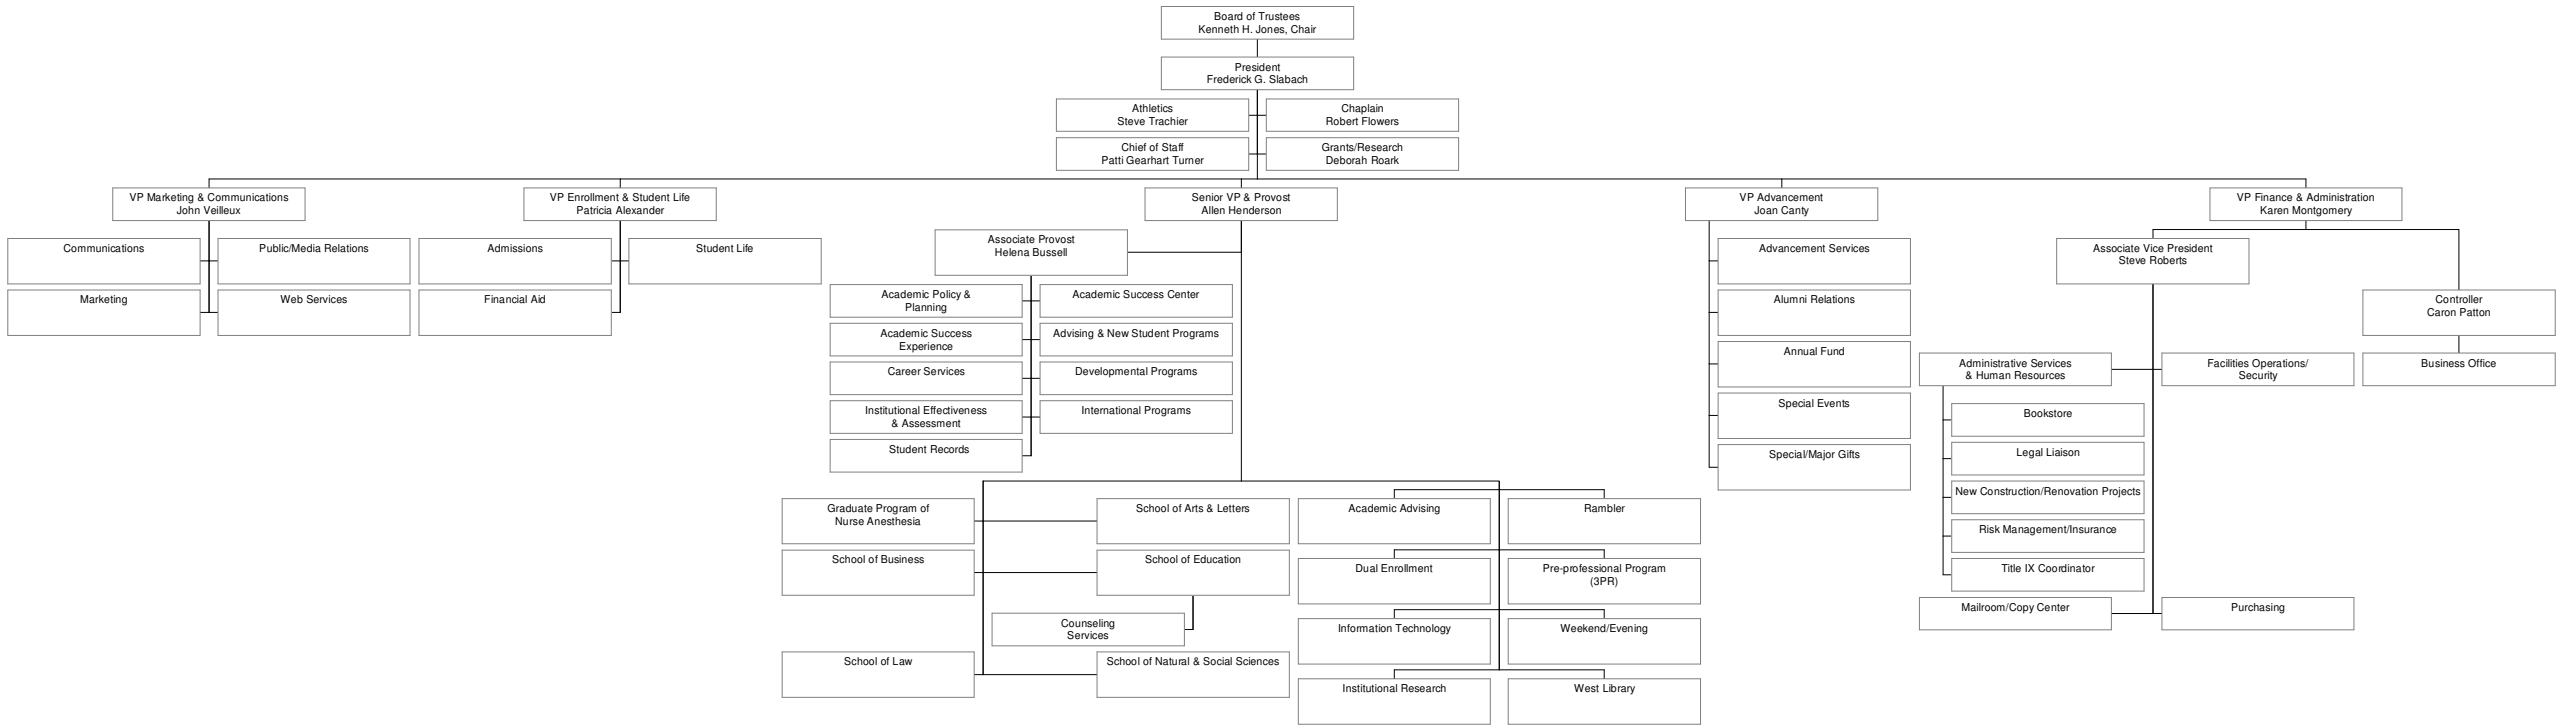 Board of Trustees
Kenneth H. Jones, Chair
President
Frederick G. Slabach
Athletics
Steve Trachier
Chaplain
Robert Flowers
Chief of Staff
Patti Gearhart Turner
Grants/Research
Deborah Roark
VP Marketing & Communications
John Veilleux
VP Enrollment & Student Life
Patricia Alexander
Senior VP & Provost
Allen Henderson
VP Advancement
Joan Canty
VP Finance & Administration
Karen Montgomery
Communications
Public/Media Relations
Marketing
Web Services
Admissions
Student Life
Financial Aid
Associate Provost
Helena Bussell
Academic Policy &
Planning
Academic Success Center
Academic Success
Experience
Advising & New Student Programs
Career Services
Developmental Programs
Institutional Effectiveness
& Assessment
International Programs
Student Records
Graduate Program of
Nurse Anesthesia
School of Arts & Letters
School of Business
School of Education
Counseling
Services
School of Law
School of Natural & Social Sciences
Academic Advising
Rambler
Dual Enrollment
Pre-professional Program
(3PR)
Information Technology
Weekend/Evening
Institutional Research
West Library
Advancement Services
Alumni Relations
Annual Fund
Special Events
Special/Major Gifts
Associate Vice President
Steve Roberts
Controller
Caron Patton
Administrative Services
& Human Resources
Facilities Operations/
Security
Business Office
Bookstore
Legal Liaison
New Construction/Renovation Projects
Risk Management/Insurance
Title IX Coordinator
Mailroom/Copy Center
Purchasing